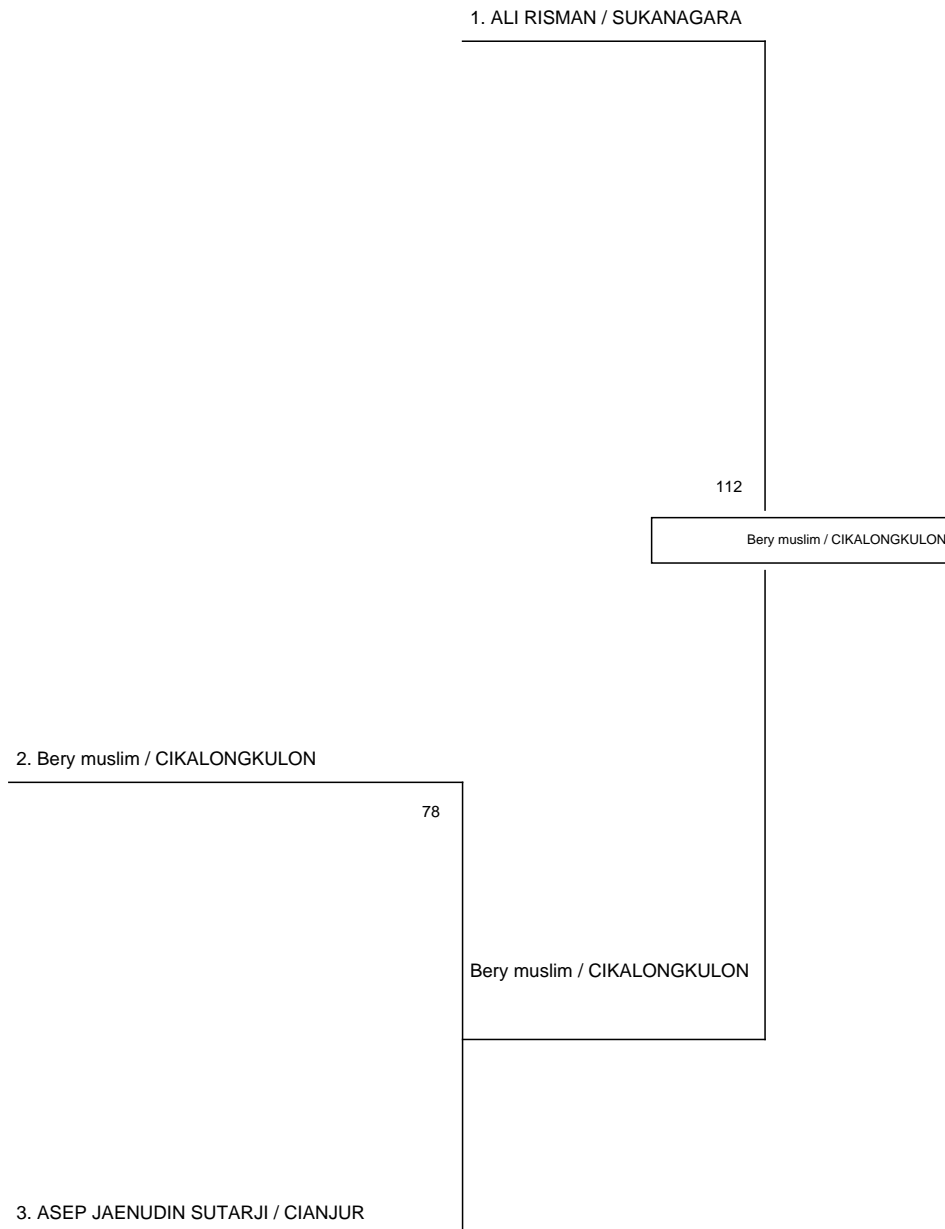 1. ALI RISMAN / SUKANAGARA
112
Bery muslim / CIKALONGKULON
2. Bery muslim / CIKALONGKULON
78
Bery muslim / CIKALONGKULON
3. ASEP JAENUDIN SUTARJI / CIANJUR